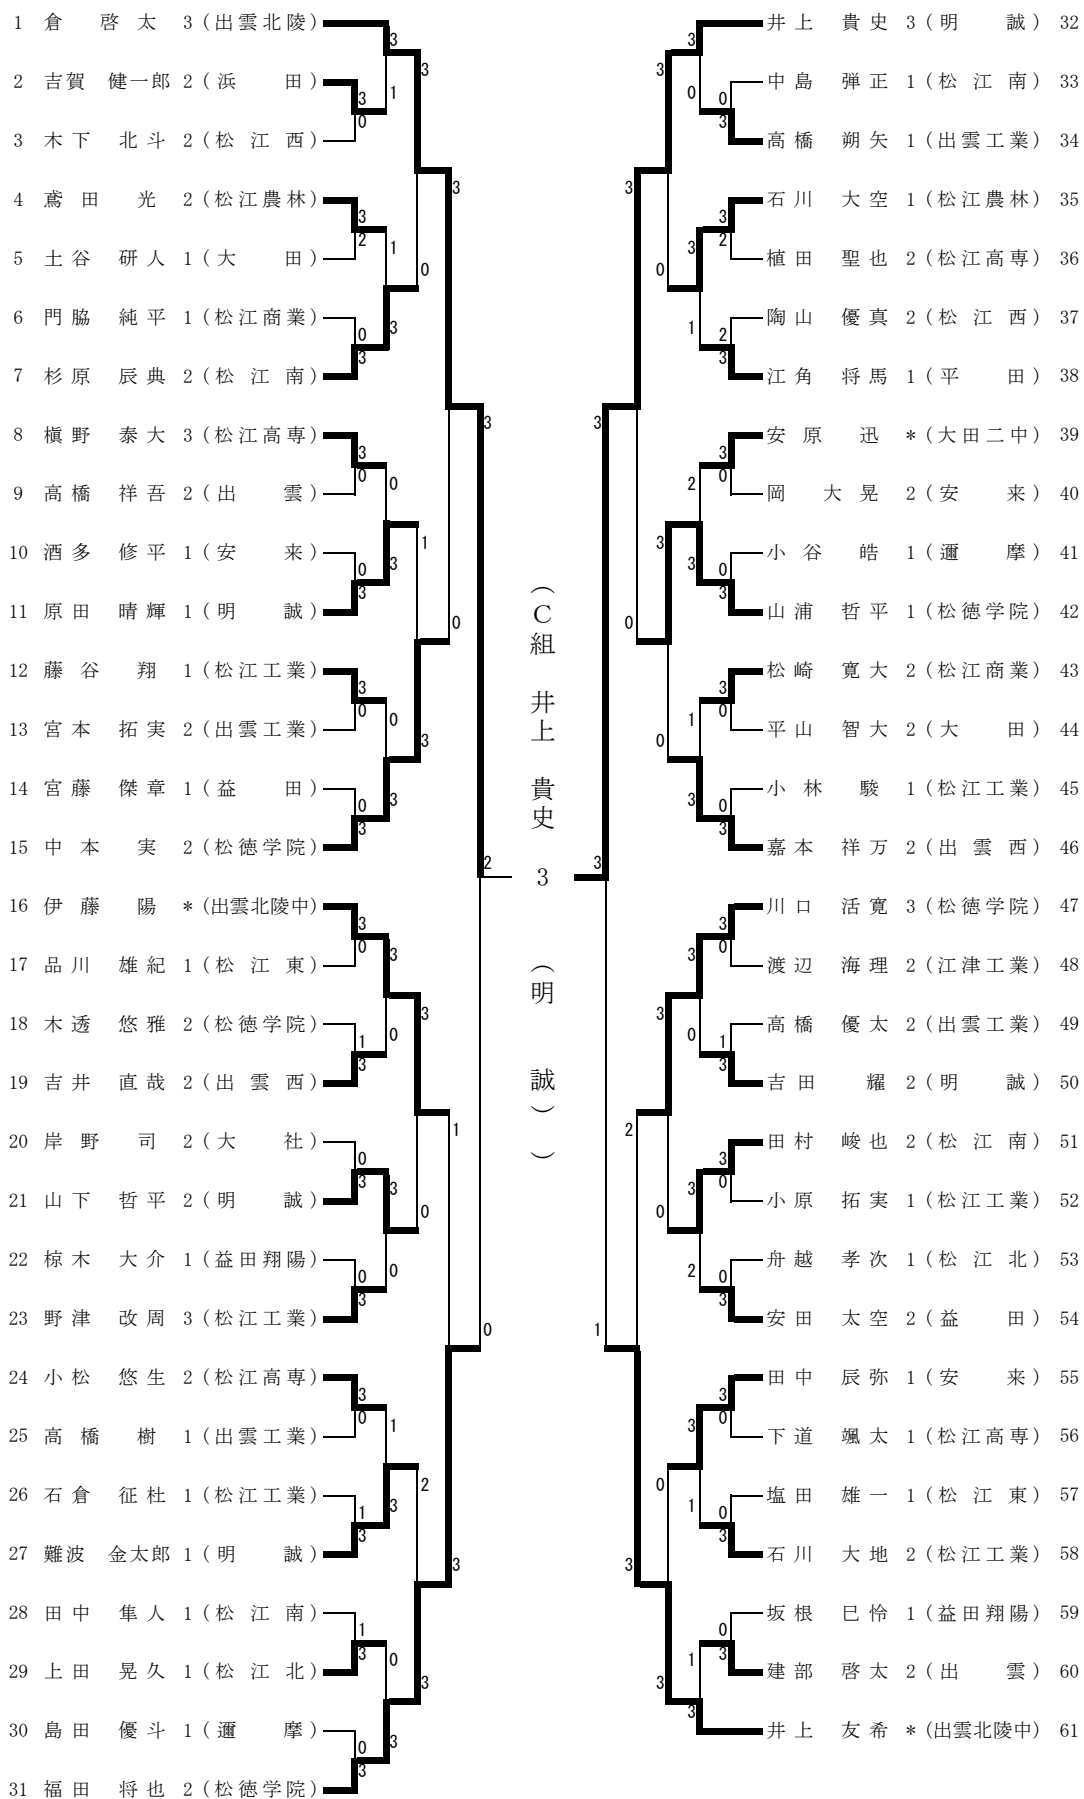 1 倉 啓太 3 (出雲北陵)
2 吉賀 健一郎 2 (浜 田)
3 木下 北斗 2 (松江西)
4 鳶田 光 2 (松江農林)
5 土谷 研人 1 (大 田)
6 門脇 純平 1 (松江商業)
7 杉原 辰典 2 (松江南)
8 槇野 泰大 3 (松江高専)
9 高橋 祥吾 2 (出 雲)
10 酒多 修平 1 (安 来)
11 原田 晴輝 1 (明 誠)
12 藤谷 翔 1 (松江工業)
13 宮本 拓実 2 (出雲工業)
14 宮藤 傑章 1 (益 田)
15 中本 実 2 (松徳学院)
16 伊藤 陽 * (出雲北陵中)
17 品川 雄紀 1 (松江東)
18 木透 悠雅 2 (松徳学院)
19 吉井 直哉 2 (出雲西)
20 岸野 司 2 (大 社)
21 山下 哲平 2 (明 誠)
22 椋木 大介 1 (益田翔陽)
23 野津 改周 3 (松江工業)
24 小松 悠生 2 (松江高専)
25 高橋 樹 1 (出雲工業)
26 石倉 征杜 1 (松江工業)
27 難波 金太郎 1 (明 誠)
28 田中 隼人 1 (松江南)
29 上田 晃久 1 (松江北)
30 島田 優斗 1 (邇 摩)
31 福田 将也 2 (松徳学院)
(C組 井上 貴史 3 (明 誠))
井上 貴史 3 (明 誠) 32
中島 弾正 1 (松江南) 33
高橋 朔矢 1 (出雲工業) 34
石川 大空 1 (松江農林) 35
植田 聖也 2 (松江高専) 36
陶山 優真 2 (松江西) 37
江角 将馬 1 (平 田) 38
安原 迅 * (大田二中) 39
岡 大晃 2 (安 来) 40
小谷 皓 1 (邇 摩) 41
山浦 哲平 1 (松徳学院) 42
松崎 寛大 2 (松江商業) 43
平山 智大 2 (大 田) 44
小林 駿 1 (松江工業) 45
嘉本 祥万 2 (出雲西) 46
川口 活寛 3 (松徳学院) 47
渡辺 海理 2 (江津工業) 48
高橋 優太 2 (出雲工業) 49
吉田 耀 2 (明 誠) 50
田村 峻也 2 (松江南) 51
小原 拓実 1 (松江工業) 52
舟越 孝次 1 (松江北) 53
安田 太空 2 (益 田) 54
田中 辰弥 1 (安 来) 55
下道 颯太 1 (松江高専) 56
塩田 雄一 1 (松江東) 57
石川 大地 2 (松江工業) 58
坂根 巳怜 1 (益田翔陽) 59
建部 啓太 2 (出 雲) 60
井上 友希 * (出雲北陵中) 61